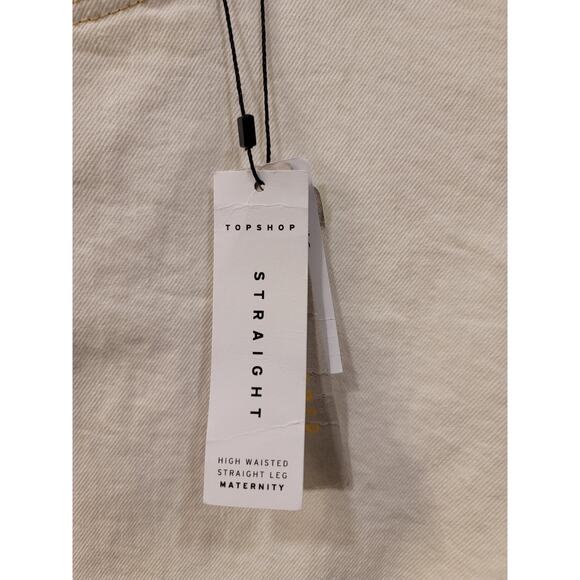 TOPSHOP
STRAIGHT
HIGH WAISTED
STRAIGHT LEG
MATERNITY